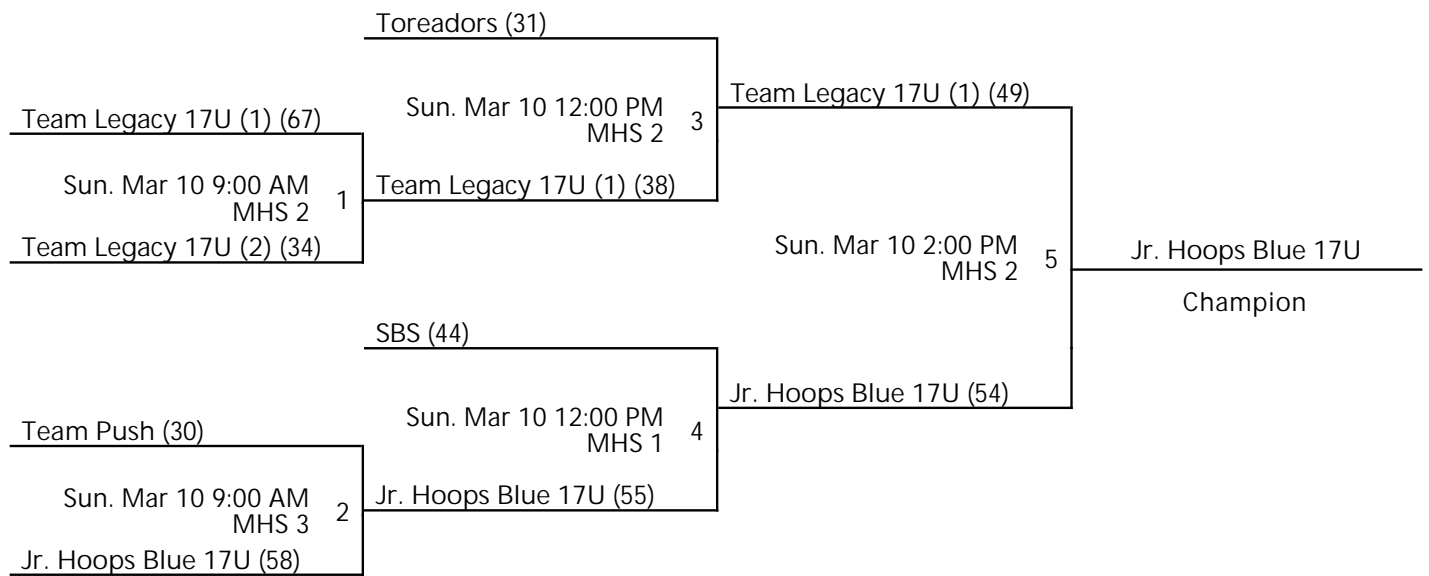 Toreadors (31)
Team Legacy 17U (1) (67)
Sun. Mar 10 12:00 PM
MHS 2
3
Team Legacy 17U (1) (49)
Sun. Mar 10 9:00 AM
MHS 2
1
Team Legacy 17U (1) (38)
Team Legacy 17U (2) (34)
Sun. Mar 10 2:00 PM
MHS 2
5
Jr. Hoops Blue 17U
Champion
SBS (44)
Jr. Hoops Blue 17U (54)
Team Push (30)
Sun. Mar 10 12:00 PM
MHS 1
4
Sun. Mar 10 9:00 AM
MHS 3
2
Jr. Hoops Blue 17U (55)
Jr. Hoops Blue 17U (58)